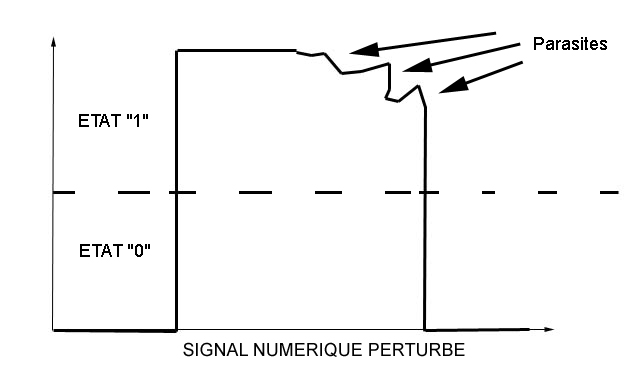 Parasites
ETAT "1"
ETAT "0"
SIGNAL NUMERIQUE PERTURBE